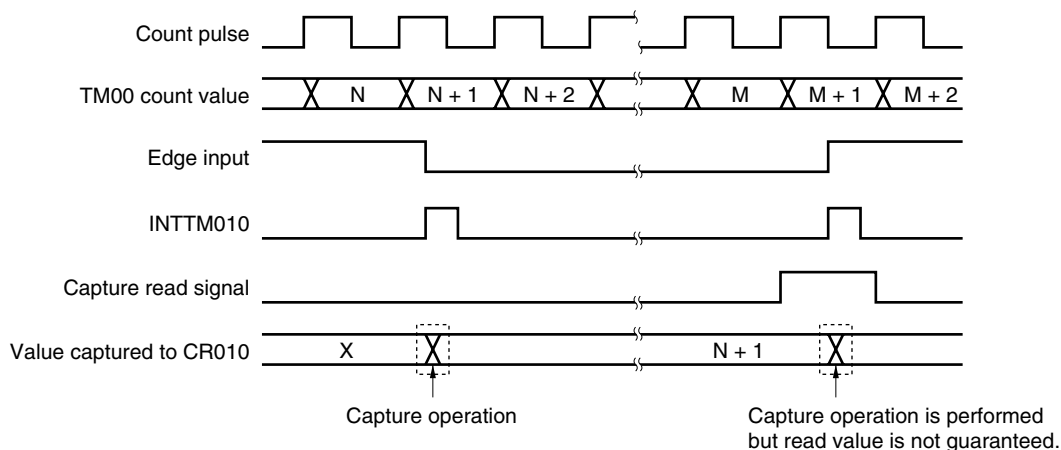 Count pulse
TM00 count value
N
N + 1
N + 2
M
M + 1
M + 2
Edge input
INTTM010
Capture read signal
Value captured to CR010
X
N + 1
Capture operation
Capture operation is performed
but read value is not guaranteed.